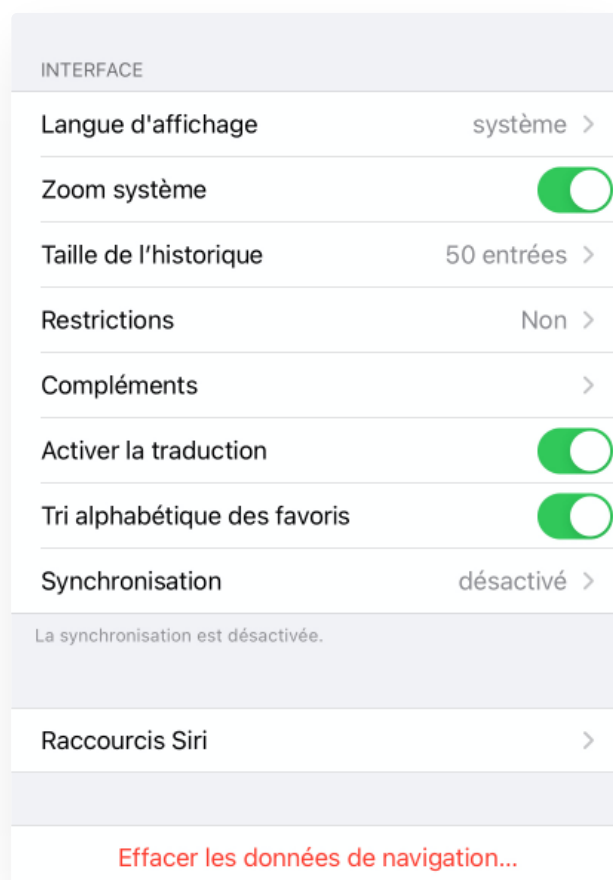 INTERFACE
Langue d'affichage système
Zoom système
Taille de l’historique 50 entrées
Restrictions Non
Compléments
Activer la traduction
Tri alphabétique des favoris
Synchronisation désactivé
La synchronisation est désactivée.
Raccourcis Siri
Effacer les données de navigation...